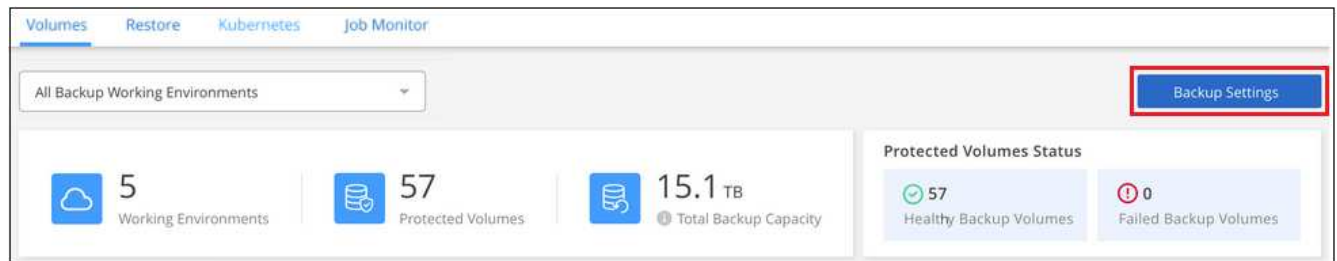 Volumes Restore Kubernetes Job Monitor
All Backup Working Environments
Backup Settings
5
Working Environments
57
Protected Volumes
15.1 TB
Total Backup Capacity
Protected Volumes Status
57
Healthy Backup Volumes
0
Failed Backup Volumes